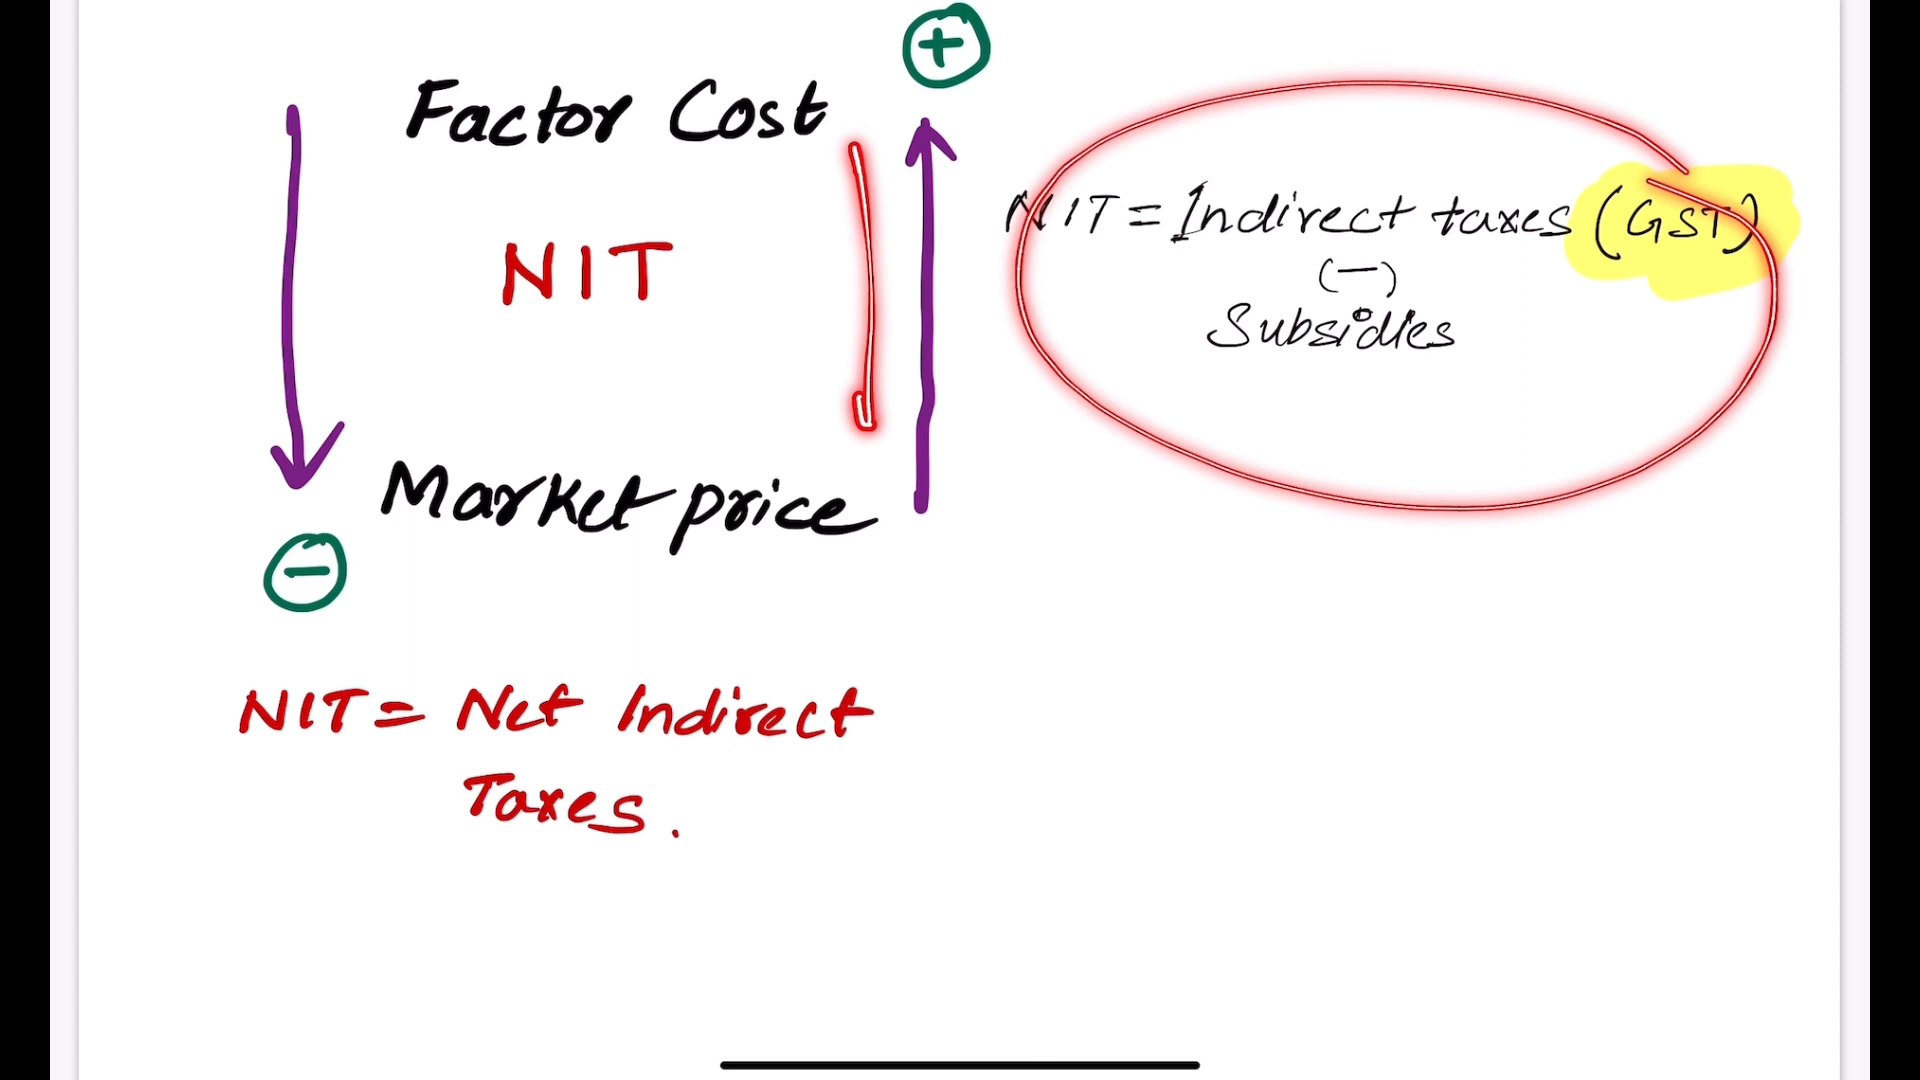 +
Factor Cost
NIT
Market price
−
NIT = Indirect taxes (GST)
(−)
Subsidies
NIT = Net Indirect
Taxes.